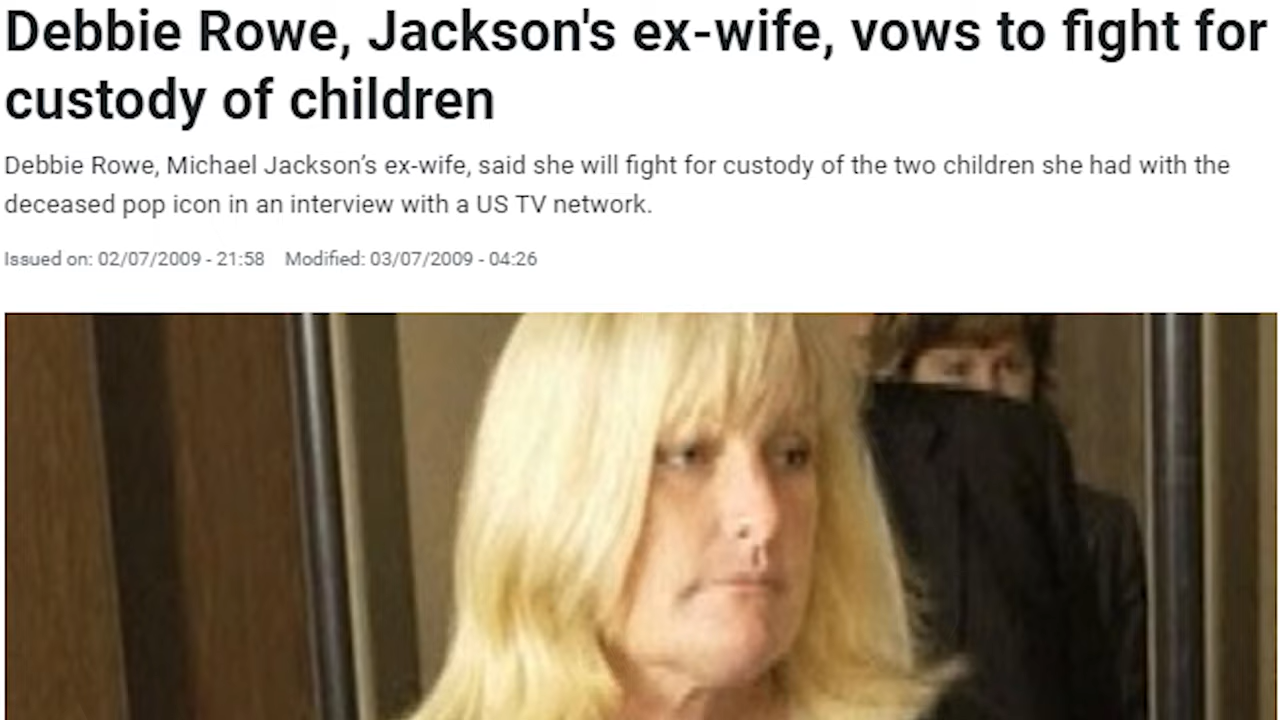 Debbie Rowe, Jackson's ex-wife, vows to fight for
custody of children
Debbie Rowe, Michael Jackson’s ex-wife, said she will fight for custody of the two children she had with the
deceased pop icon in an interview with a US TV network.
Issued on: 02/07/2009 - 21:58 Modified: 03/07/2009 - 04:26